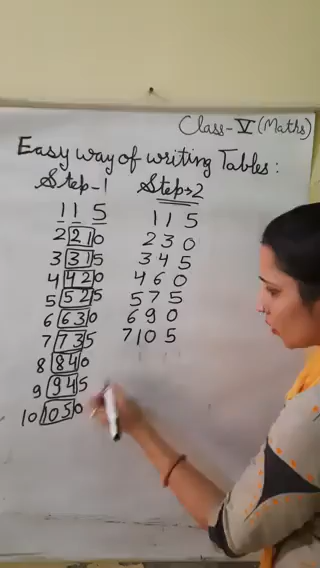 Class-V (Maths)
Easy way of writing Tables:
Step-1
1 1 5
2 2 1 0
3 3 1 5
4 4 2 0
5 5 2 5
6 6 3 0
7 7 3 5
8 8 4 0
9 9 4 5
10 10 5 0
Step-2
1 1 5
2 3 0
3 4 5
4 6 0
5 7 5
6 9 0
7 10 5